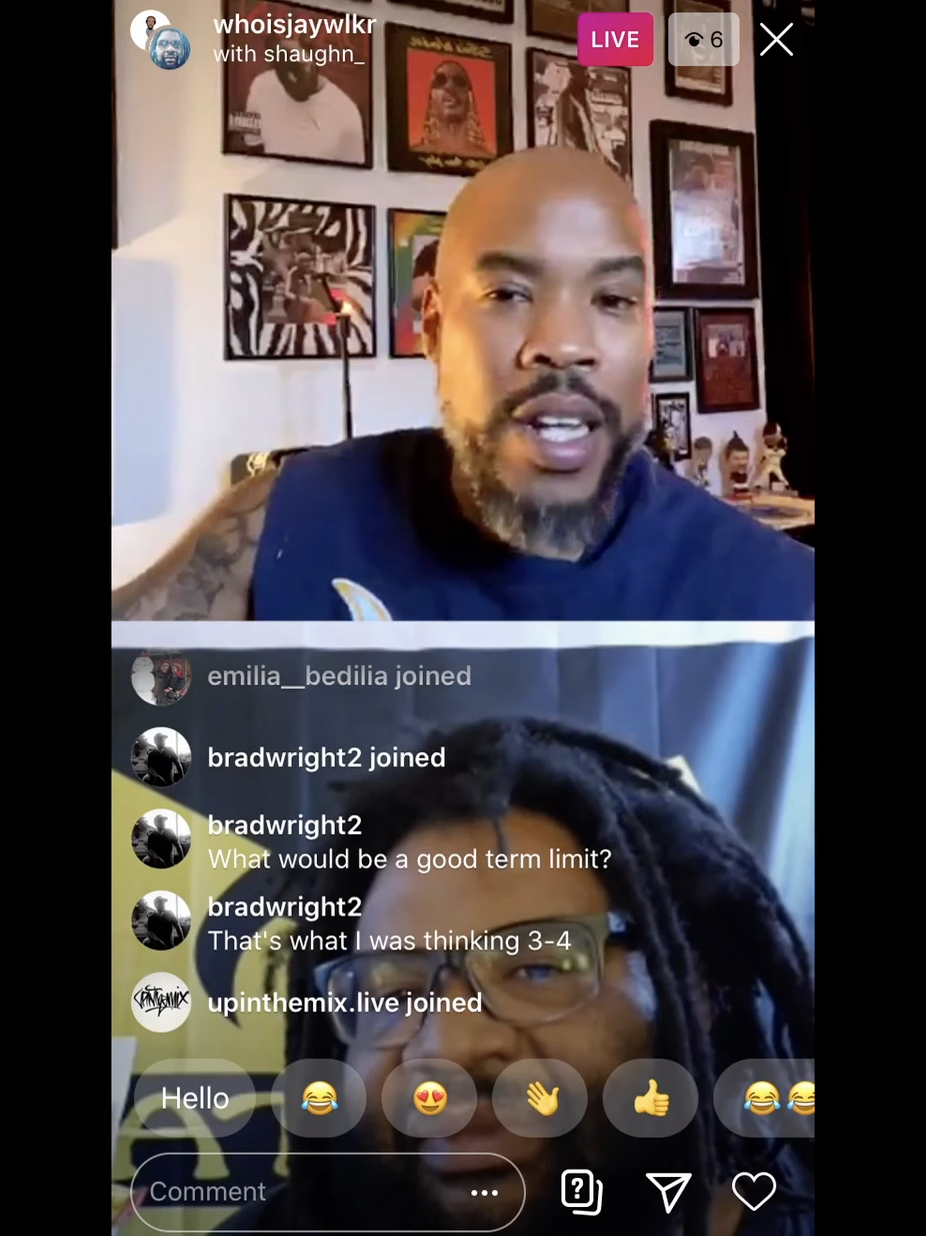 whoisjaywlkr
with shaughn_
LIVE
6
emilia__bedilia joined
bradwright2 joined
bradwright2
What would be a good term limit?
bradwright2
That's what I was thinking 3-4
upinthemix.live joined
Hello
Comment